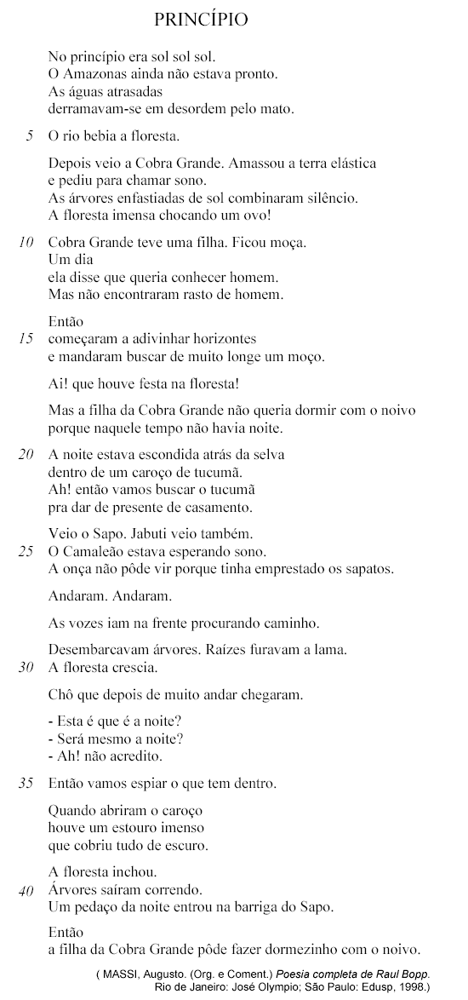 PRINCÍPIO
No princípio era sol sol sol.
O Amazonas ainda não estava pronto.
As águas atrasadas
derramavam-se em desordem pelo mato.
5 O rio bebia a floresta.
Depois veio a Cobra Grande. Amassou a terra elástica
e pediu para chamar sono.
As árvores enfastiadas de sol combinaram silêncio.
A floresta imensa chocando um ovo!
10 Cobra Grande teve uma filha. Ficou moça.
Um dia
ela disse que queria conhecer homem.
Mas não encontraram rasto de homem.
Então
15 começaram a adivinhar horizontes
e mandaram buscar de muito longe um moço.
Ai! que houve festa na floresta!
Mas a filha da Cobra Grande não queria dormir com o noivo
porque naquele tempo não havia noite.
20 A noite estava escondida atrás da selva
dentro de um caroço de tucumã.
Ah! então vamos buscar o tucumã
pra dar de presente de casamento.
Veio o Sapo. Jabuti veio também.
25 O Camaleão estava esperando sono.
A onça não pôde vir porque tinha emprestado os sapatos.
Andaram. Andaram.
As vozes iam na frente procurando caminho.
Desembarcavam árvores. Raízes furavam a lama.
30 A floresta crescia.
Chô que depois de muito andar chegaram.
- Esta é que é a noite?
- Será mesmo a noite?
- Ah! não acredito.
35 Então vamos espiar o que tem dentro.
Quando abriram o caroço
houve um estouro imenso
que cobriu tudo de escuro.
A floresta inchou.
40 Árvores saíram correndo.
Um pedaço da noite entrou na barriga do Sapo.
Então
a filha da Cobra Grande pôde fazer dormezinho com o noivo.
( MASSI, Augusto. (Org. e Coment.) Poesia completa de Raul Bopp.
Rio de Janeiro: José Olympio; São Paulo: Edusp, 1998.)